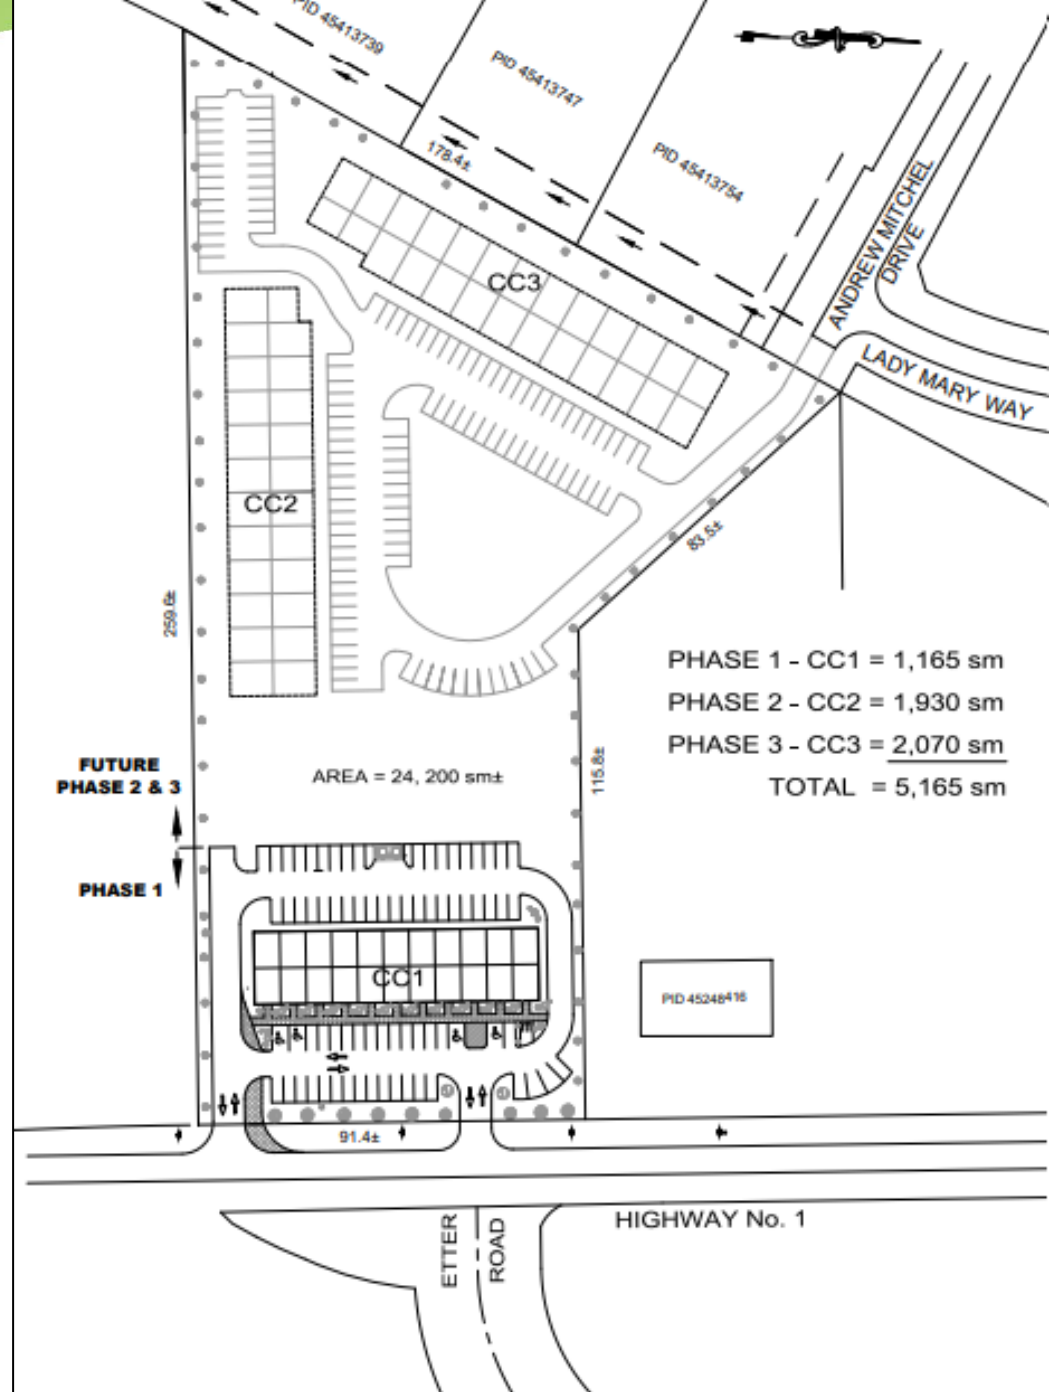 PID 45413739
PID 45413747
178.4±
PID 45413754
ANDREW MITCHEL
DRIVE
CC3
LADY MARY WAY
CC2
83.5±
259.6±
PHASE 1 - CC1 = 1,165 sm
PHASE 2 - CC2 = 1,930 sm
PHASE 3 - CC3 = 2,070 sm
TOTAL = 5,165 sm
115.8±
FUTURE
PHASE 2 & 3
AREA = 24, 200 sm±
PHASE 1
CC1
PID 45248416
91.4±
HIGHWAY No. 1
ETTER
ROAD